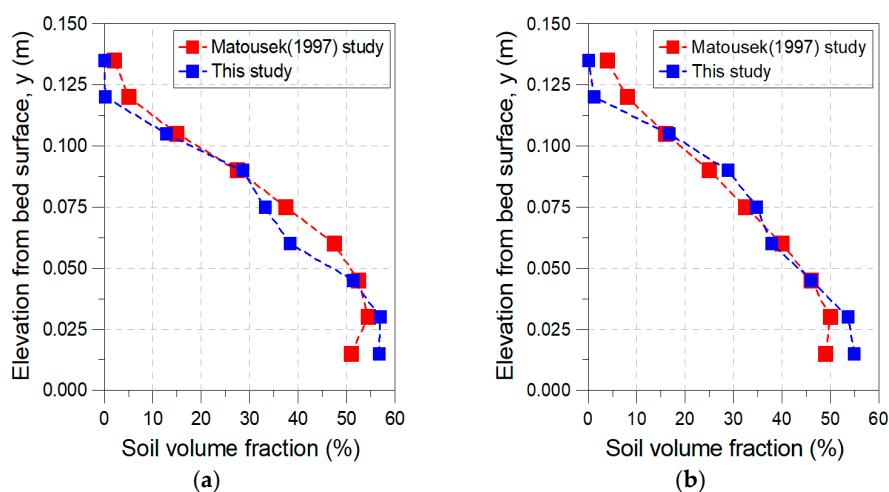 0.150
0.125
0.100
0.075
0.050
0.025
0.000
Elevation from bed surface, y (m)
Matousek(1997) study
This study
0 10 20 30 40 50 60
Soil volume fraction (%)
(a)
0.150
0.125
0.100
0.075
0.050
0.025
0.000
Elevation from bed surface, y (m)
Matousek(1997) study
This study
0 10 20 30 40 50 60
Soil volume fraction (%)
(b)